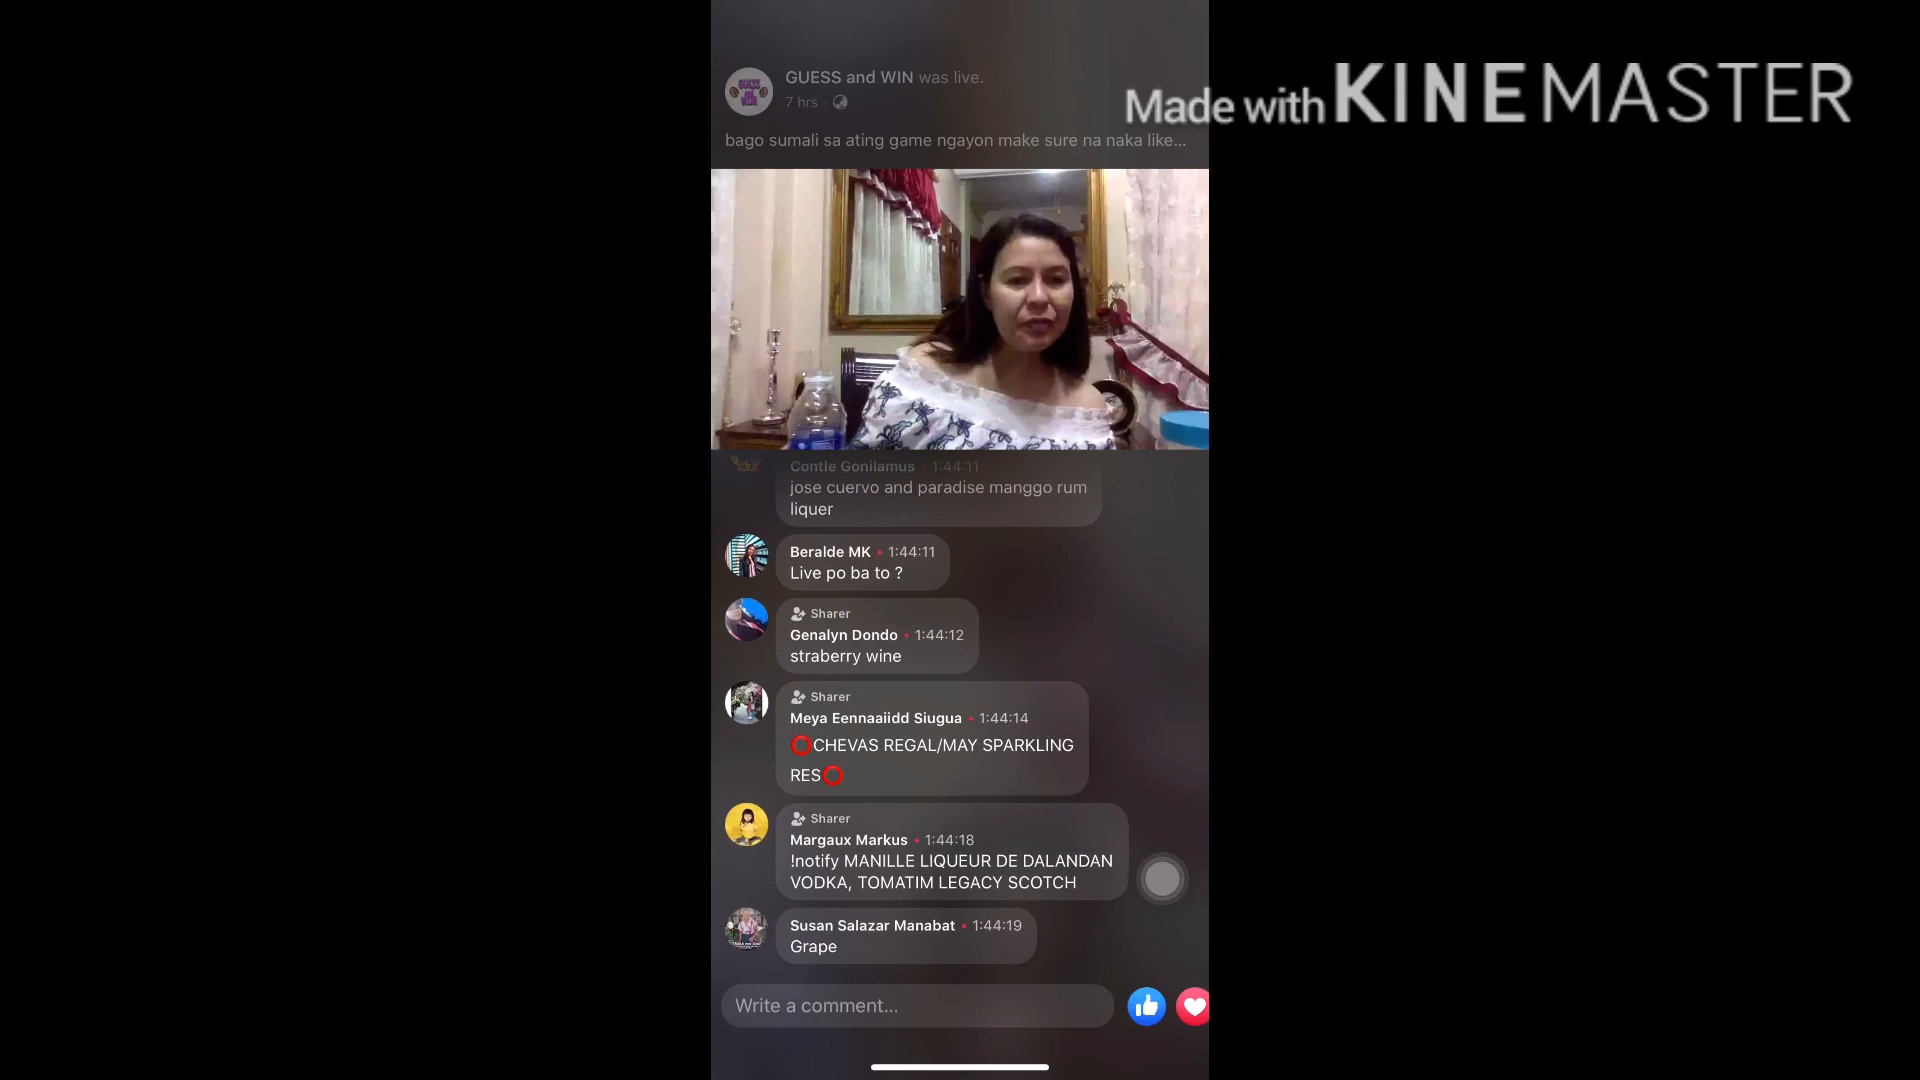 GUESS and WIN was live.
7 hrs ·
Made with KINEMASTER
bago sumali sa ating game ngayon make sure na naka like...
Contle Gonilamus • 1:44:11
jose cuervo and paradise manggo rum
liquer
Beralde MK • 1:44:11
Live po ba to ?
Sharer
Genalyn Dondo • 1:44:12
straberry wine
Sharer
Meya Eennaaiidd Siugua • 1:44:14
⭕CHEVAS REGAL/MAY SPARKLING
RES⭕
Sharer
Margaux Markus • 1:44:18
!notify MANILLE LIQUEUR DE DALANDAN
VODKA, TOMATIM LEGACY SCOTCH
Susan Salazar Manabat • 1:44:19
Grape
Write a comment...